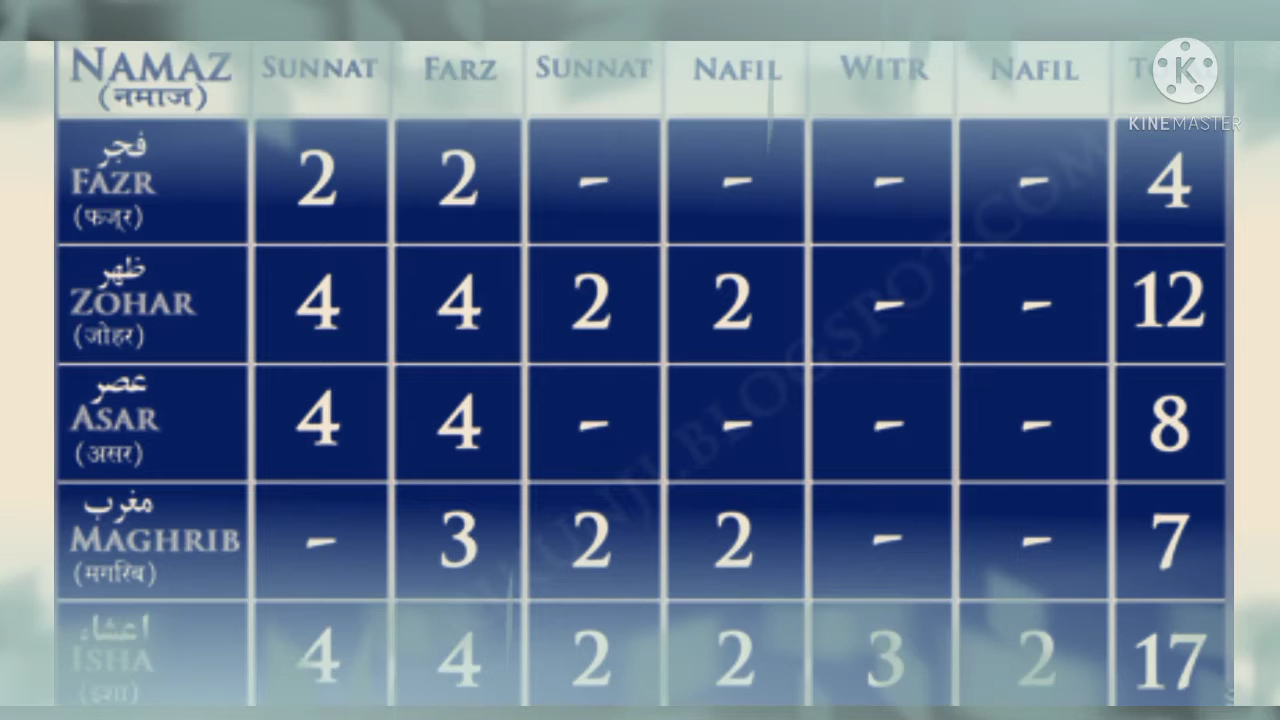 NAMAZ SUNNAT FARZ SUNNAT NAFIL WITR NAFIL
(नमाज)
KINEMASTER
فجر
FAZR 2 2 - - - - 4
(फज्र)
ظهر
ZOHAR 4 4 2 2 - - 12
(जोहर)
عصر
ASAR 4 4 - - - - 8
(असर)
مغرب
MAGHRIB - 3 2 2 - - 7
(मगरिब)
اعشاء
ISHA 4 4 2 2 3 2 17
(इशा)